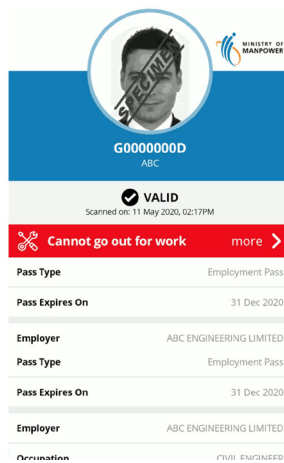 MINISTRY OF
MANPOWER
SPECIMEN
G0000000D
ABC
VALID
Scanned on: 11 May 2020, 02:17PM
Cannot go out for work more
Pass Type Employment Pass
Pass Expires On 31 Dec 2020
Employer ABC ENGINEERING LIMITED
Pass Type Employment Pass
Pass Expires On 31 Dec 2020
Employer ABC ENGINEERING LIMITED
Occupation CIVIL ENGINEER